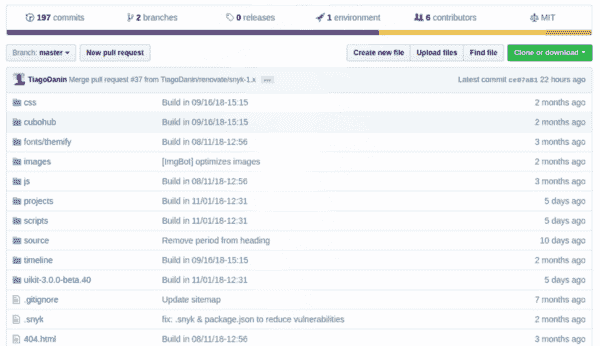 197 commits 2 branches 0 releases 1 environment 6 contributors MIT
Branch: master New pull request Create new file Upload files Find file Clone or download
TiagoDanin Merge pull request #37 from TiagoDanin/renovate/snyk-1.x ... Latest commit 22 hours ago
css Build in 09/16/18-15:15 2 months ago
cubohub Build in 09/16/18-15:15 2 months ago
fonts/themify Build in 08/11/18-12:56 3 months ago
images [ImgBot] optimizes images 2 months ago
js Build in 08/11/18-12:56 3 months ago
projects Build in 11/01/18-12:31 5 days ago
scripts Build in 11/01/18-12:31 5 days ago
source Remove period from heading 10 days ago
timeline Build in 09/16/18-15:15 2 months ago
uikit-3.0.0-beta.40 Build in 11/01/18-12:31 5 days ago
.gitignore Update sitemap 7 months ago
.snyk fix: .snyk & package.json to reduce vulnerabilities 2 months ago
404.html Build in 08/11/18-12:56 3 months ago